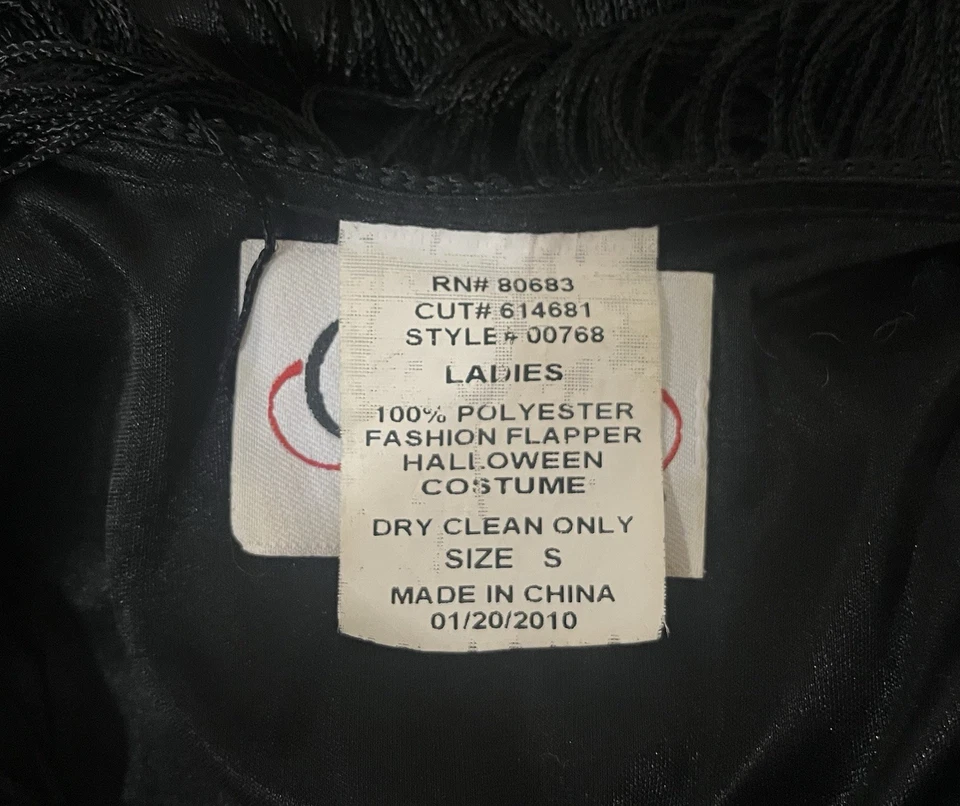 RN# 80683
CUT# 614681
STYLE# 00768
LADIES
100% POLYESTER
FASHION FLAPPER
HALLOWEEN
COSTUME
DRY CLEAN ONLY
SIZE S
MADE IN CHINA
01/20/2010